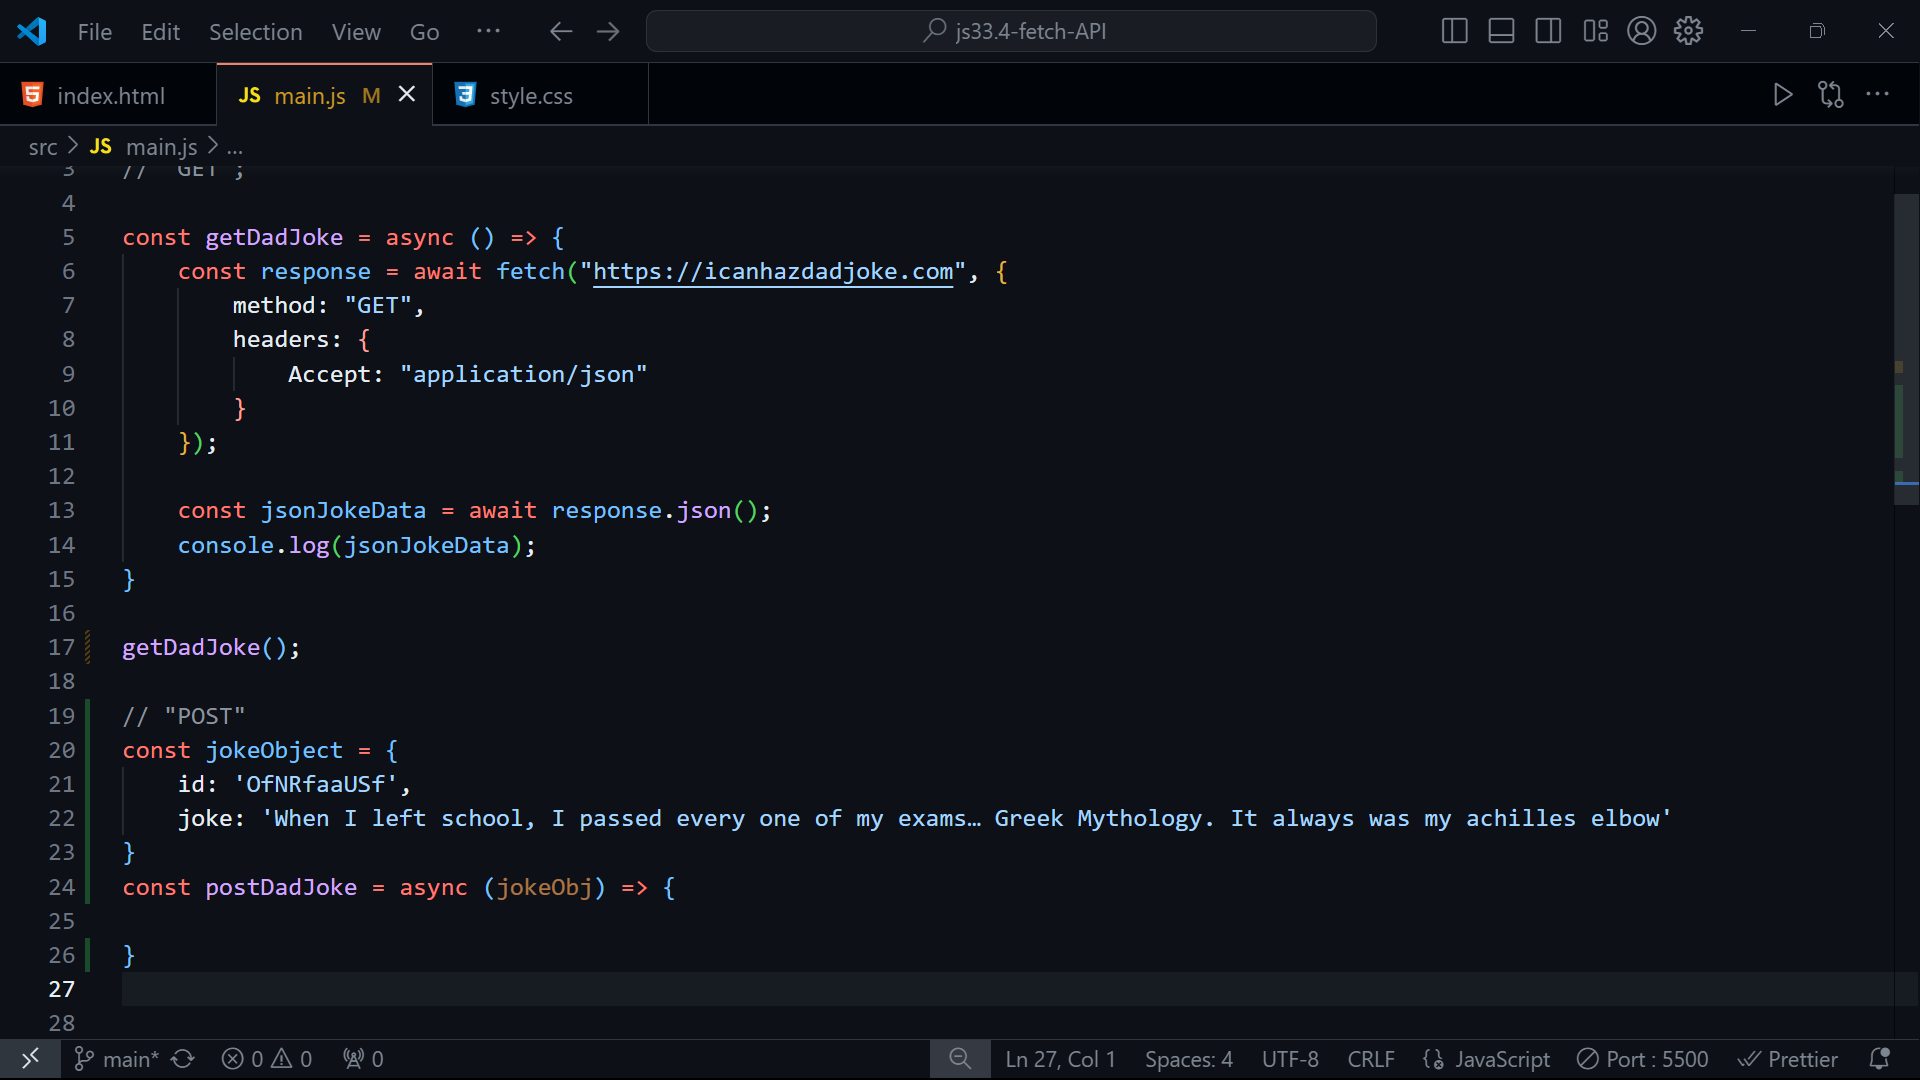 File Edit Selection View Go ··· js33.4-fetch-API
index.html JS main.js M style.css
src > JS main.js > ...
3 // "GET";
4
5 const getDadJoke = async () => {
6 const response = await fetch("https://icanhazdadjoke.com", {
7 method: "GET",
8 headers: {
9 Accept: "application/json"
10 }
11 });
12
13 const jsonJokeData = await response.json();
14 console.log(jsonJokeData);
15 }
16
17 getDadJoke();
18
19 // "POST"
20 const jokeObject = {
21 id: 'OfNRfaaUSf',
22 joke: 'When I left school, I passed every one of my exams… Greek Mythology. It always was my achilles elbow'
23 }
24 const postDadJoke = async (jokeObj) => {
25
26 }
27
28
main* 0 0 0 Ln 27, Col 1 Spaces: 4 UTF-8 CRLF JavaScript Port : 5500 Prettier